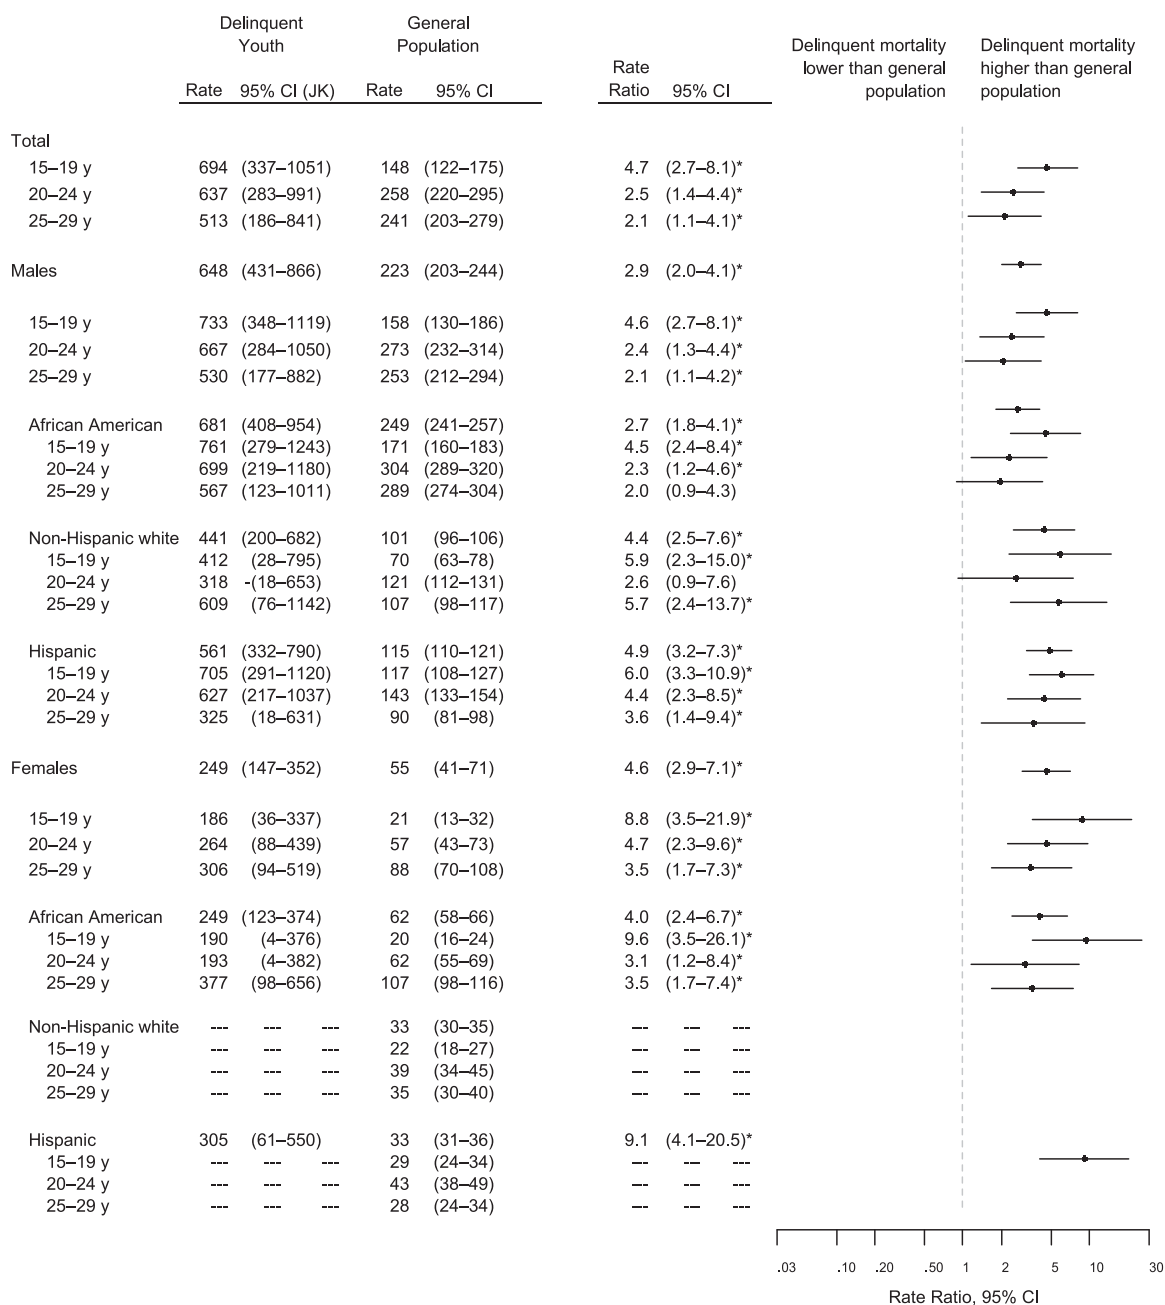 Delinquent Youth General Population
Delinquent mortality lower than general population Delinquent mortality higher than general population
Rate 95% CI (JK) Rate 95% CI Rate Ratio 95% CI
Total
15–19 y 694 (337–1051) 148 (122–175) 4.7 (2.7–8.1)*
20–24 y 637 (283–991) 258 (220–295) 2.5 (1.4–4.4)*
25–29 y 513 (186–841) 241 (203–279) 2.1 (1.1–4.1)*
Males 648 (431–866) 223 (203–244) 2.9 (2.0–4.1)*
15–19 y 733 (348–1119) 158 (130–186) 4.6 (2.7–8.1)*
20–24 y 667 (284–1050) 273 (232–314) 2.4 (1.3–4.4)*
25–29 y 530 (177–882) 253 (212–294) 2.1 (1.1–4.2)*
African American 681 (408–954) 249 (241–257) 2.7 (1.8–4.1)*
15–19 y 761 (279–1243) 171 (160–183) 4.5 (2.4–8.4)*
20–24 y 699 (219–1180) 304 (289–320) 2.3 (1.2–4.6)*
25–29 y 567 (123–1011) 289 (274–304) 2.0 (0.9–4.3)
Non-Hispanic white 441 (200–682) 101 (96–106) 4.4 (2.5–7.6)*
15–19 y 412 (28–795) 70 (63–78) 5.9 (2.3–15.0)*
20–24 y 318 -(18–653) 121 (112–131) 2.6 (0.9–7.6)
25–29 y 609 (76–1142) 107 (98–117) 5.7 (2.4–13.7)*
Hispanic 561 (332–790) 115 (110–121) 4.9 (3.2–7.3)*
15–19 y 705 (291–1120) 117 (108–127) 6.0 (3.3–10.9)*
20–24 y 627 (217–1037) 143 (133–154) 4.4 (2.3–8.5)*
25–29 y 325 (18–631) 90 (81–98) 3.6 (1.4–9.4)*
Females 249 (147–352) 55 (41–71) 4.6 (2.9–7.1)*
15–19 y 186 (36–337) 21 (13–32) 8.8 (3.5–21.9)*
20–24 y 264 (88–439) 57 (43–73) 4.7 (2.3–9.6)*
25–29 y 306 (94–519) 88 (70–108) 3.5 (1.7–7.3)*
African American 249 (123–374) 62 (58–66) 4.0 (2.4–6.7)*
15–19 y 190 (4–376) 20 (16–24) 9.6 (3.5–26.1)*
20–24 y 193 (4–382) 62 (55–69) 3.1 (1.2–8.4)*
25–29 y 377 (98–656) 107 (98–116) 3.5 (1.7–7.4)*
Non-Hispanic white --- --- --- 33 (30–35) --- --- ---
15–19 y --- --- --- 22 (18–27) --- --- ---
20–24 y --- --- --- 39 (34–45) --- --- ---
25–29 y --- --- --- 35 (30–40) --- --- ---
Hispanic 305 (61–550) 33 (31–36) 9.1 (4.1–20.5)*
15–19 y --- --- --- 29 (24–34) --- --- ---
20–24 y --- --- --- 43 (38–49) --- --- ---
25–29 y --- --- --- 28 (24–34) --- --- ---
.03 .10 .20 .50 1 2 5 10 30
Rate Ratio, 95% CI